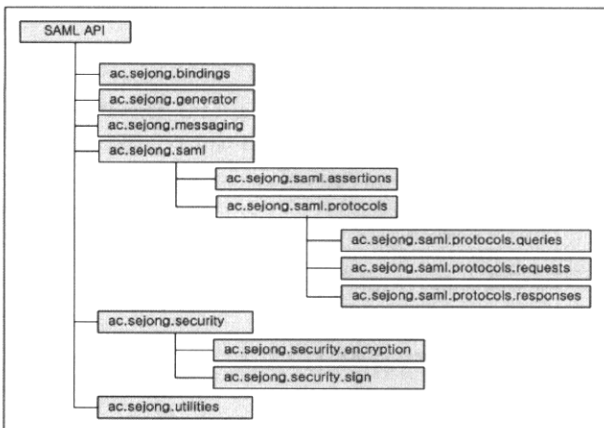 SAML API
ac.sejong.bindings
ac.sejong.generator
ac.sejong.messaging
ac.sejong.saml
ac.sejong.saml.assertions
ac.sejong.saml.protocols
ac.sejong.saml.protocols.queries
ac.sejong.saml.protocols.requests
ac.sejong.saml.protocols.responses
ac.sejong.security
ac.sejong.security.encryption
ac.sejong.security.sign
ac.sejong.utilities